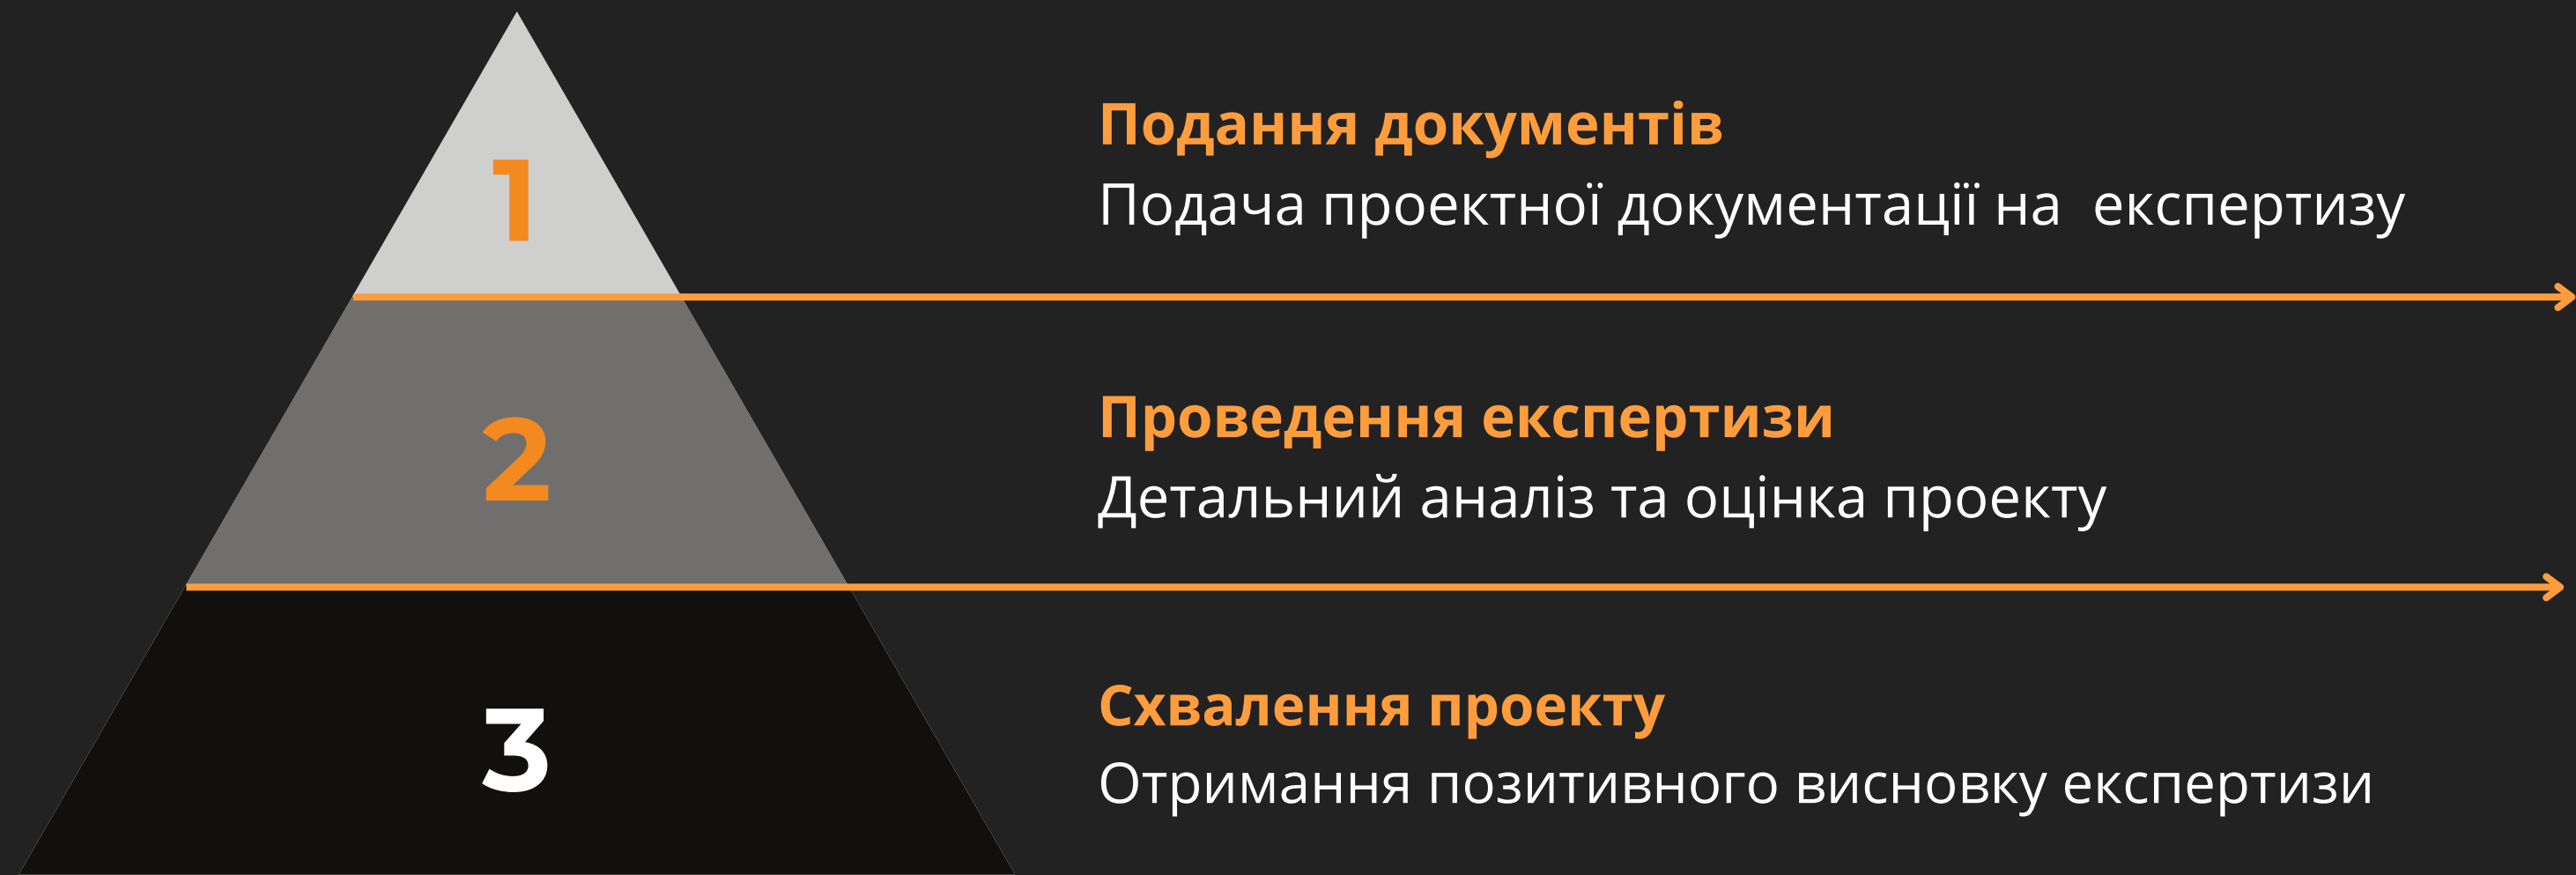 1
Подання документів
Подача проектної документації на  експертизу
2
Проведення експертизи
Детальний аналіз та оцінка проекту
3
Схвалення проекту
Отримання позитивного висновку експертизи